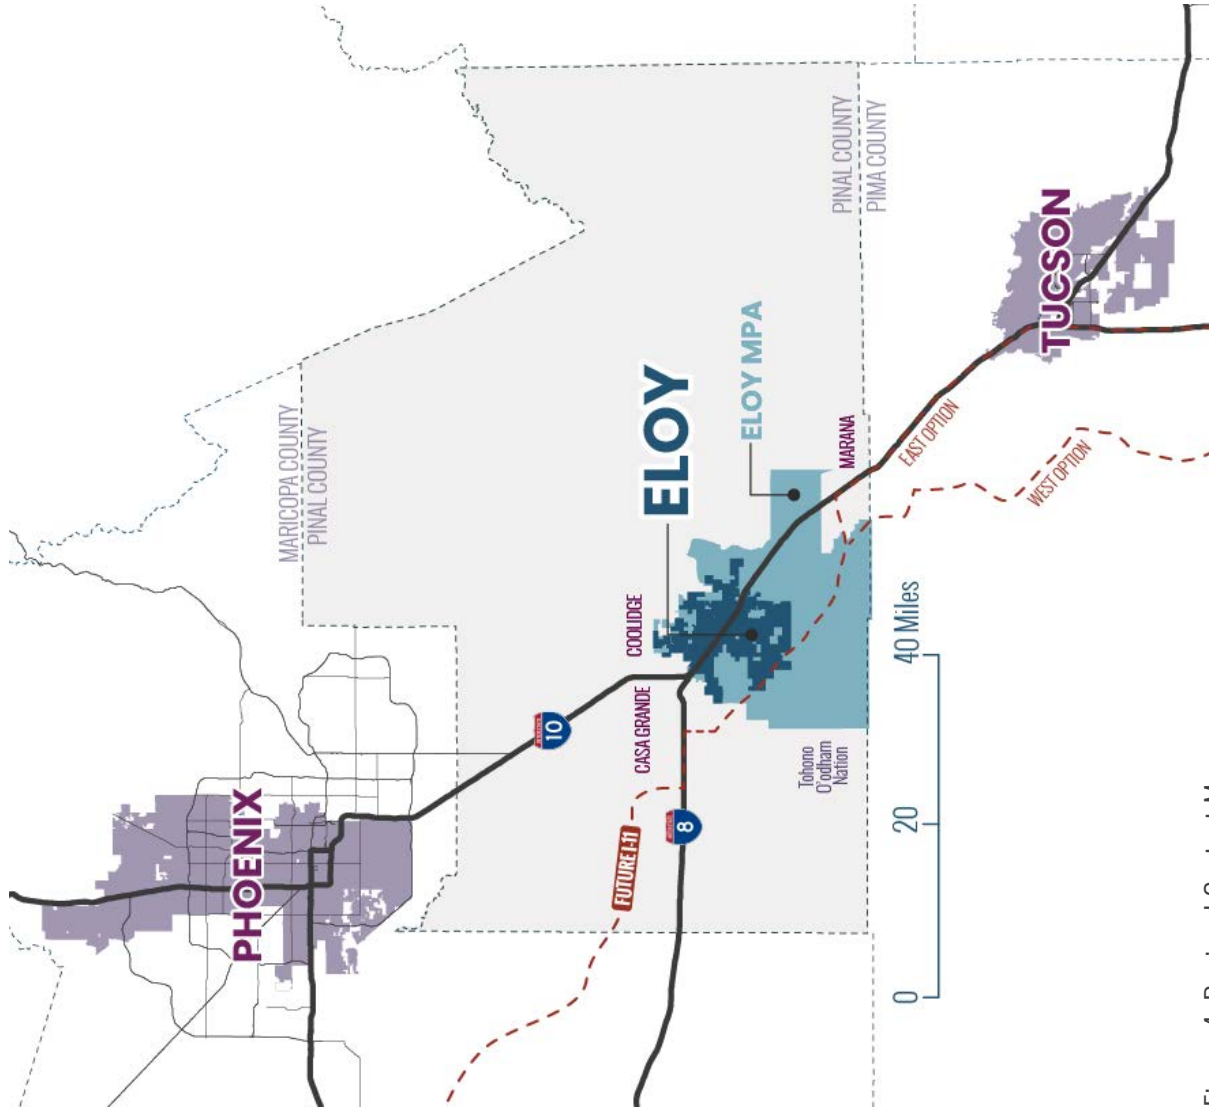 PHOENIX
MARICOPA COUNTY
PINAL COUNTY
10
FUTURE I-11
COOLIDGE
CASA GRANDE
ELOY
8
ELOY MPA
Tohono
O'odham
Nation
MARANA
PINAL COUNTY
PIMA COUNTY
0 20 40 Miles
EAST OPTION
WEST OPTION
TUCSON